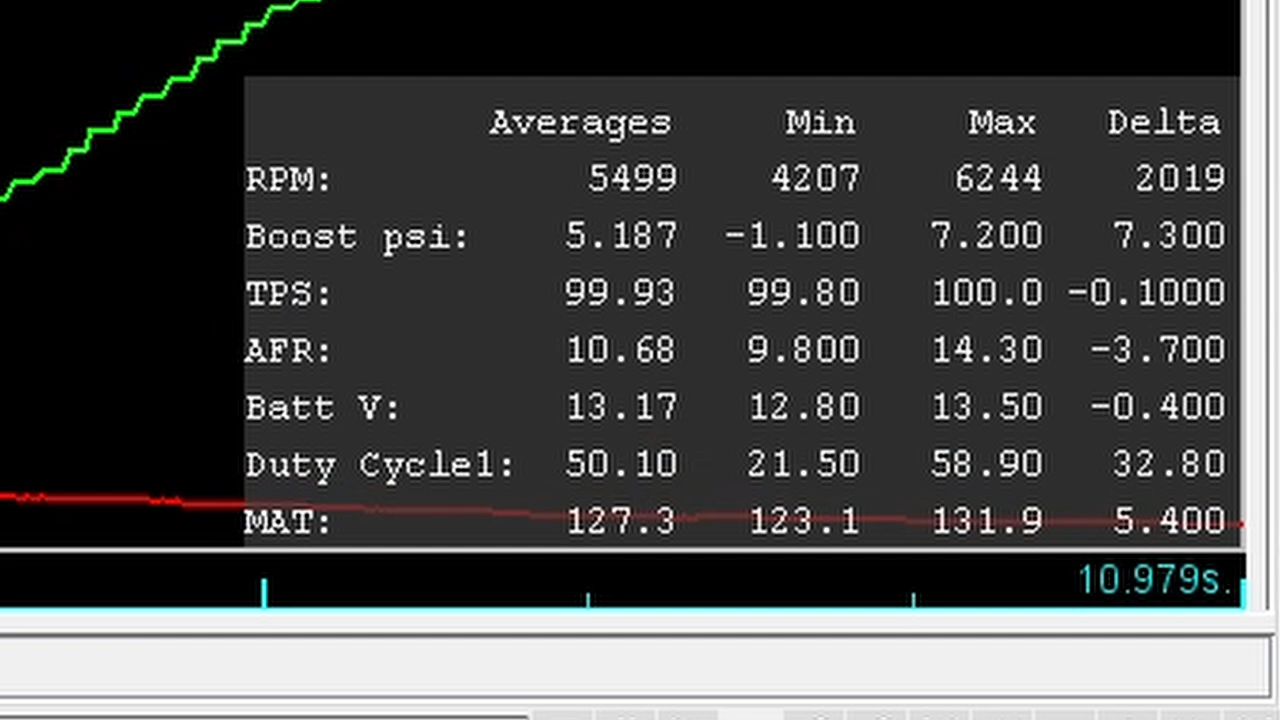 Averages Min Max Delta
RPM: 5499 4207 6244 2019
Boost psi: 5.187 -1.100 7.200 7.300
TPS: 99.93 99.80 100.0 -0.1000
AFR: 10.68 9.800 14.30 -3.700
Batt V: 13.17 12.80 13.50 -0.400
Duty Cycle1: 50.10 21.50 58.90 32.80
MAT: 127.3 123.1 131.9 5.400
10.979s.